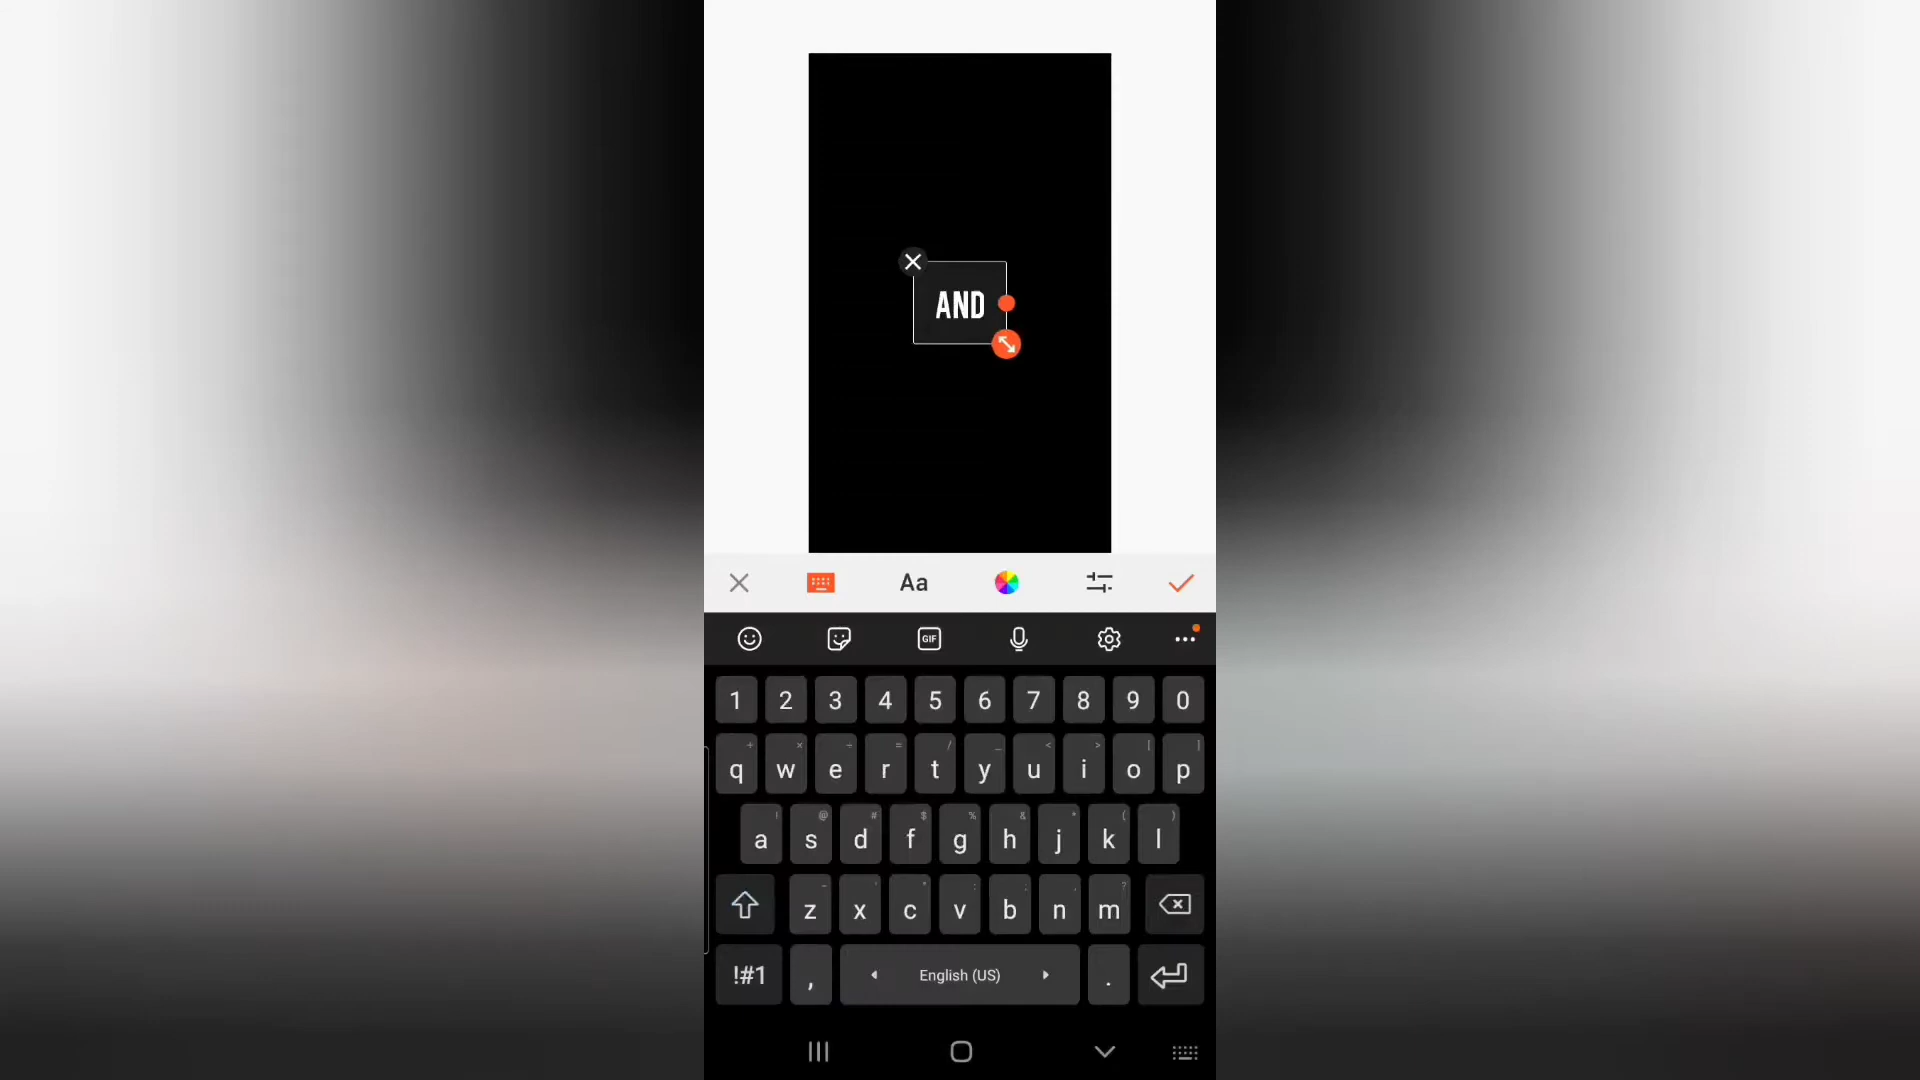 AND
Aa
GIF
1 2 3 4 5 6 7 8 9 0
+ × ÷ = / _ < > [ ]
q w e r t y u i o p
! @ # $ % & * ( )
a s d f g h j k l
- ' " : ; , ?
z x c v b n m
!#1 , English (US) .